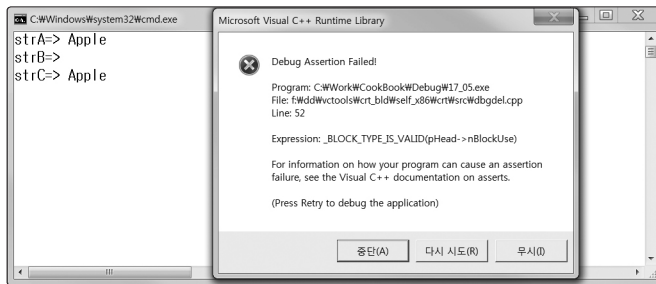 C:₩Windows₩system32₩cmd.exe
strA=> Apple
strB=>
strC=> Apple
Microsoft Visual C++ Runtime Library
Debug Assertion Failed!
Program: C:₩Work₩CookBook₩Debug₩17_05.exe
File: f:₩dd₩vctools₩crt_bld₩self_x86₩crt₩src₩dbgdel.cpp
Line: 52
Expression: _BLOCK_TYPE_IS_VALID(pHead->nBlockUse)
For information on how your program can cause an assertion
failure, see the Visual C++ documentation on asserts.
(Press Retry to debug the application)
중단(A) 다시 시도(R) 무시(I)